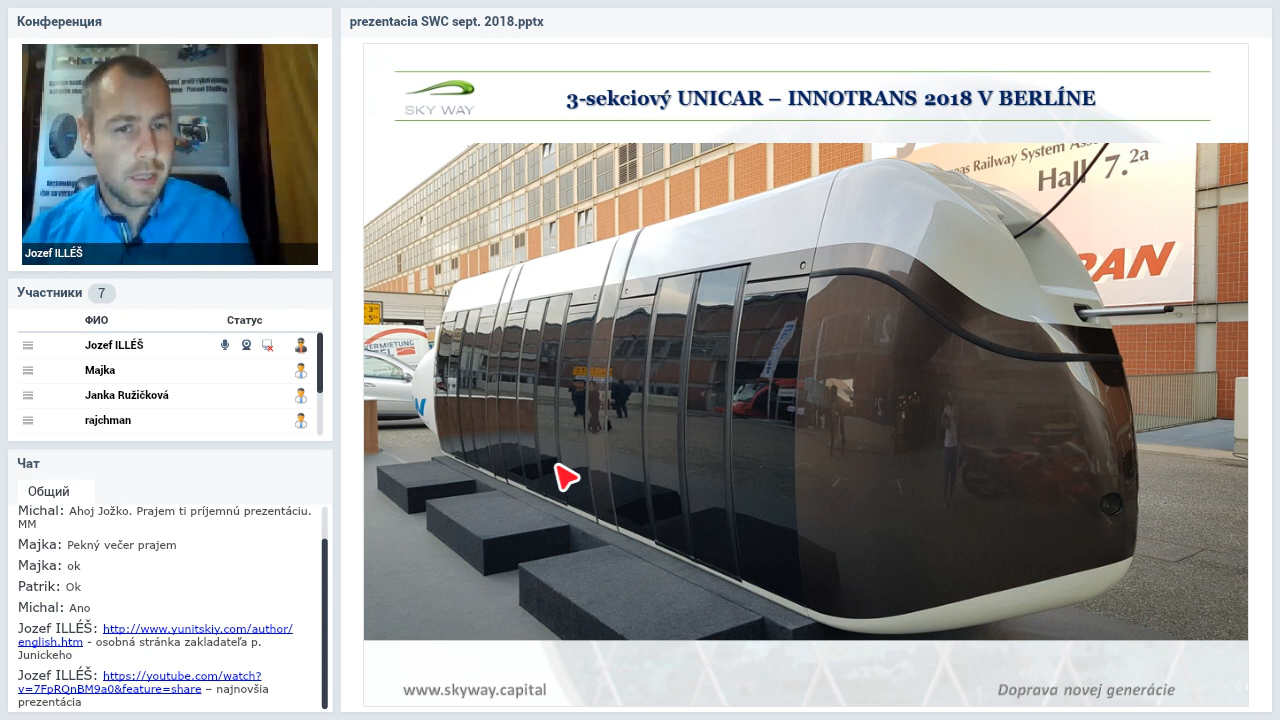 Конференция
Jozef ILLÉŠ
Участники 7
ФИО Статус
Jozef ILLÉŠ
Majka
Janka Ružičková
rajchman
Чат
Общий
Michal: Ahoj Jožko. Prajem ti príjemnú prezentáciu.
MM
Majka: Pekný večer prajem
Majka: ok
Patrik: Ok
Michal: Ano
Jozef ILLÉŠ: http://www.yunitskiy.com/author/
english.htm - osobná stránka zakladateľa p.
Junickeho
Jozef ILLÉŠ: https://youtube.com/watch?
v=7FpRQnBM9a0&feature=share – najnovšia
prezentácia
prezentacia SWC sept. 2018.pptx
SKY WAY
3-sekciový UNICAR – INNOTRANS 2018 V BERLÍNE
Railway System
Hall 7.2a
RAN
VERMIETUNG
www.skyway.capital
Doprava novej generácie